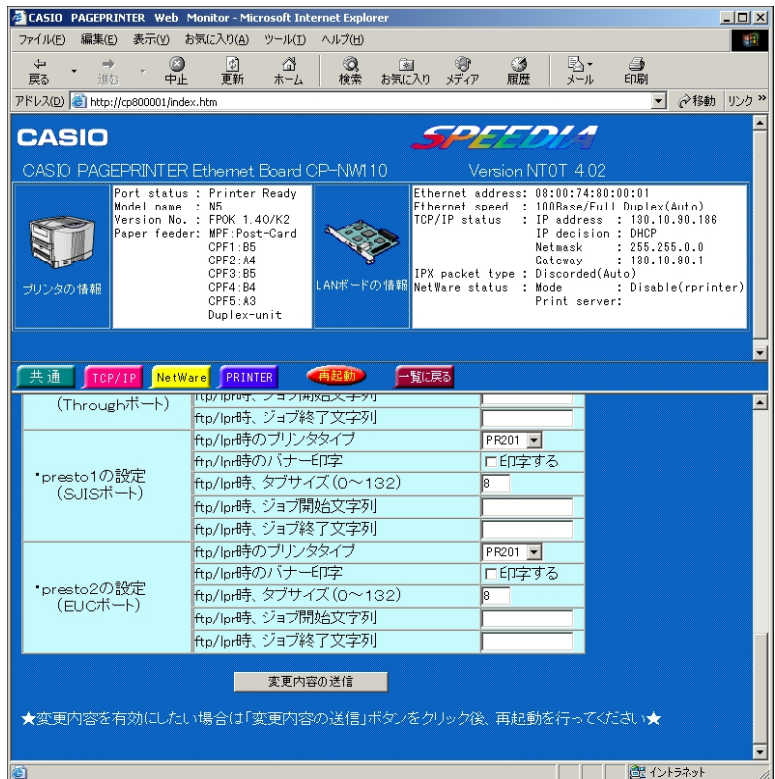 CASIO PAGEPRINTER Web Monitor - Microsoft Internet Explorer
ファイル(F) 編集(E) 表示(V) お気に入り(A) ツール(T) ヘルプ(H)
戻る 進む 中止 更新 ホーム 検索 お気に入り メディア 履歴 メール 印刷
アドレス(D) http://cp800001/index.htm 移動 リンク »
CASIO SPEEDIA
CASIO PAGEPRINTER Ethernet Board CP-NW110 Version NT0T 4.02
プリンタの情報
Port status : Printer Ready
Model name : N5
Version No. : FPOK 1.40/K2
Paper feeder: MPF:Post-Card
CPF1:B5
CPF2:A4
CPF3:B5
CPF4:B4
CPF5:A3
Duplex-unit
LANボードの情報
Ethernet address: 08:00:74:80:00:01
Ethernet speed : 100Base/Full Duplex(Auto)
TCP/IP status : IP address : 130.10.90.186
IP decision : DHCP
Netmask : 255.255.0.0
Gateway : 130.10.90.1
IPX packet type : Discorded(Auto)
NetWare status : Mode : Disable(rprinter)
Print server:
共通 TCP/IP NetWare PRINTER 再起動 一覧に戻る
(Throughポート)
ftp/lpr時、ジョブ開始文字列
ftp/lpr時、ジョブ終了文字列
・presto1の設定
(SJISポート)
ftp/lpr時のプリンタタイプ PR201
ftp/lpr時のバナー印字 印字する
ftp/lpr時、タブサイズ(0～132) 8
ftp/lpr時、ジョブ開始文字列
ftp/lpr時、ジョブ終了文字列
・presto2の設定
(EUCポート)
ftp/lpr時のプリンタタイプ PR201
ftp/lpr時のバナー印字 印字する
ftp/lpr時、タブサイズ(0～132) 8
ftp/lpr時、ジョブ開始文字列
ftp/lpr時、ジョブ終了文字列
変更内容の送信
★変更内容を有効にしたい場合は「変更内容の送信」ボタンをクリック後、再起動を行ってください★
イントラネット